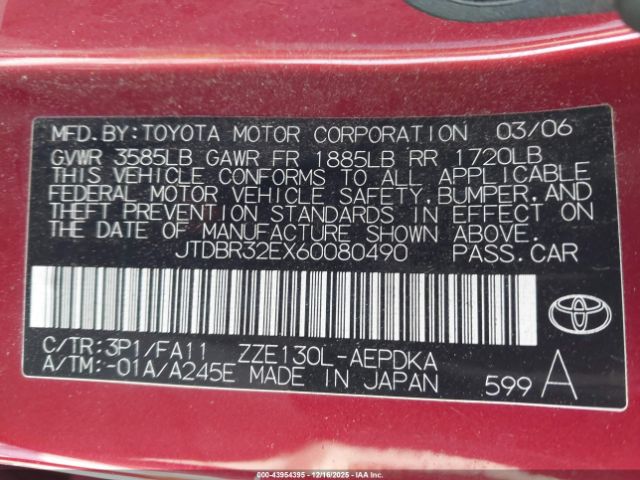 MFD.BY:TOYOTA MOTOR CORPORATION 03/06
GVWR 3585LB GAWR FR 1885LB RR 1720LB
THIS VEHICLE CONFORMS TO ALL APPLICABLE
FEDERAL MOTOR VEHICLE SAFETY,BUMPER,AND
THEFT PREVENTION STANDARDS IN EFFECT ON
THE DATE OF MANUFACTURE SHOWN ABOVE.
JTDBR32EX60080490 PASS.CAR
C/TR:3P1/FA11 ZZE130L-AEPDKA
A/TM:-01A/A245E MADE IN JAPAN 599 A
000-43954395 - 12/16/2025 - IAAI.COM